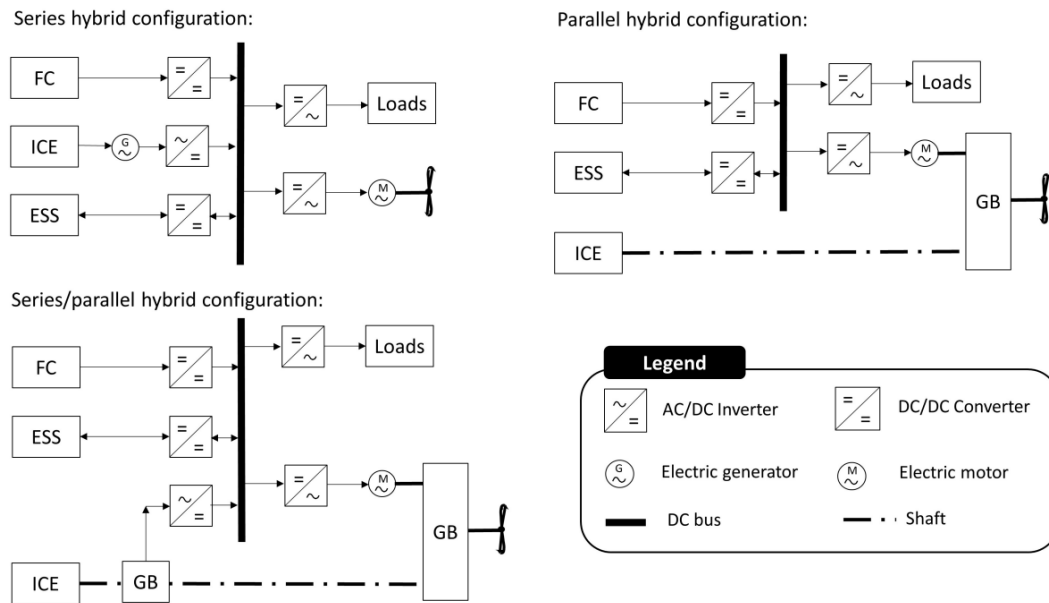 Series hybrid configuration:
FC
ICE
G
ESS
Loads
M
Parallel hybrid configuration:
FC
Loads
ESS
M
GB
ICE
Series/parallel hybrid configuration:
FC
Loads
ESS
M
GB
ICE
GB
Legend
AC/DC Inverter
DC/DC Converter
G
Electric generator
M
Electric motor
DC bus
Shaft